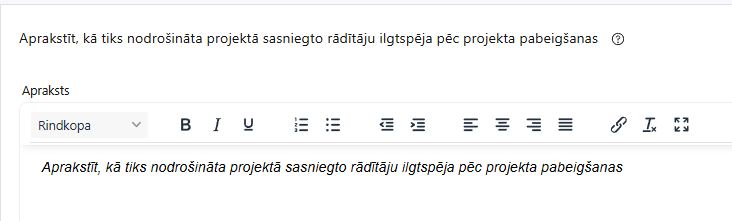 Aprakstīt, kā tiks nodrošināta projektā sasniegto rādītāju ilgtspēja pēc projekta pabeigšanas
Apraksts
Rindkopa B I U
Aprakstīt, kā tiks nodrošināta projektā sasniegto rādītāju ilgtspēja pēc projekta pabeigšanas